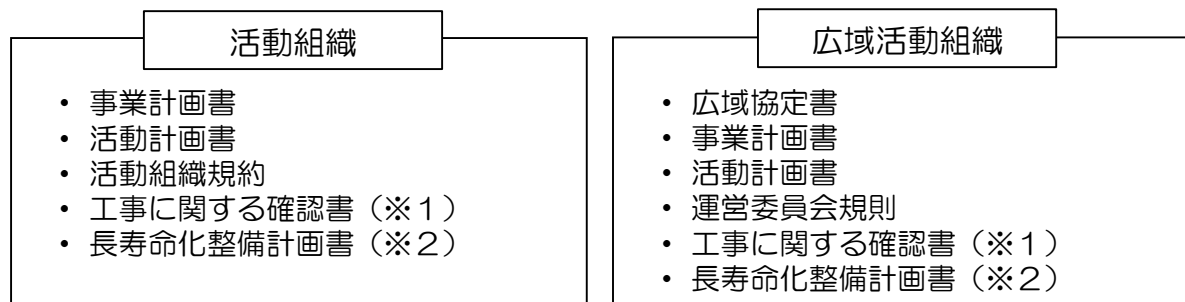 活動組織
• 事業計画書
• 活動計画書
• 活動組織規約
• 工事に関する確認書（※１）
• 長寿命化整備計画書（※２）
広域活動組織
• 広域協定書
• 事業計画書
• 活動計画書
• 運営委員会規則
• 工事に関する確認書（※１）
• 長寿命化整備計画書（※２）